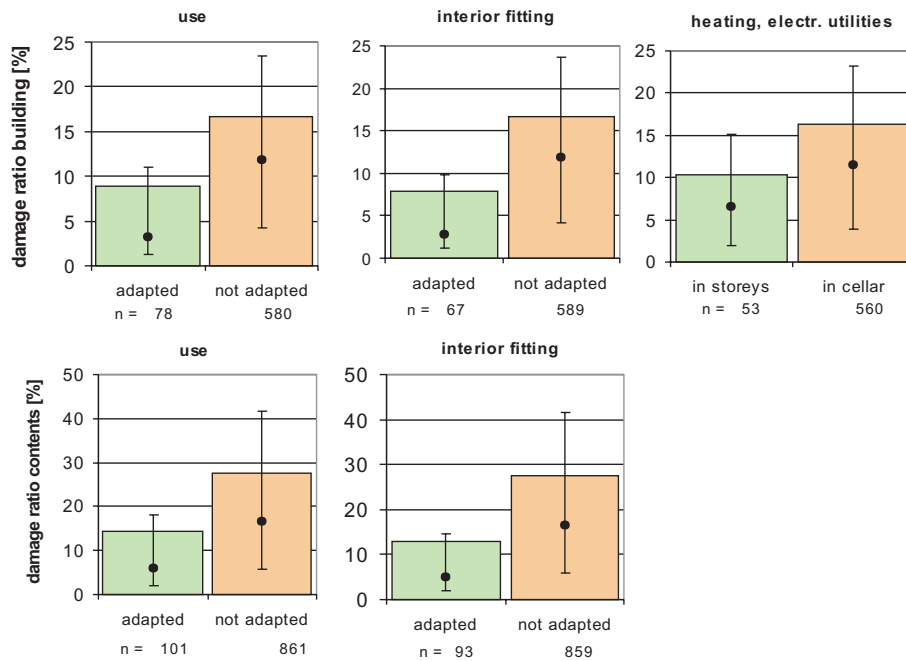 use
interior fitting
heating, electr. utilities
damage ratio building [%]
25
20
15
10
5
0
25
20
15
10
5
0
25
20
15
10
5
0
adapted not adapted
n = 78 580
adapted not adapted
n = 67 589
in storeys in cellar
n = 53 560
use
interior fitting
damage ratio contents [%]
50
40
30
20
10
0
50
40
30
20
10
0
adapted not adapted
n = 101 861
adapted not adapted
n = 93 859